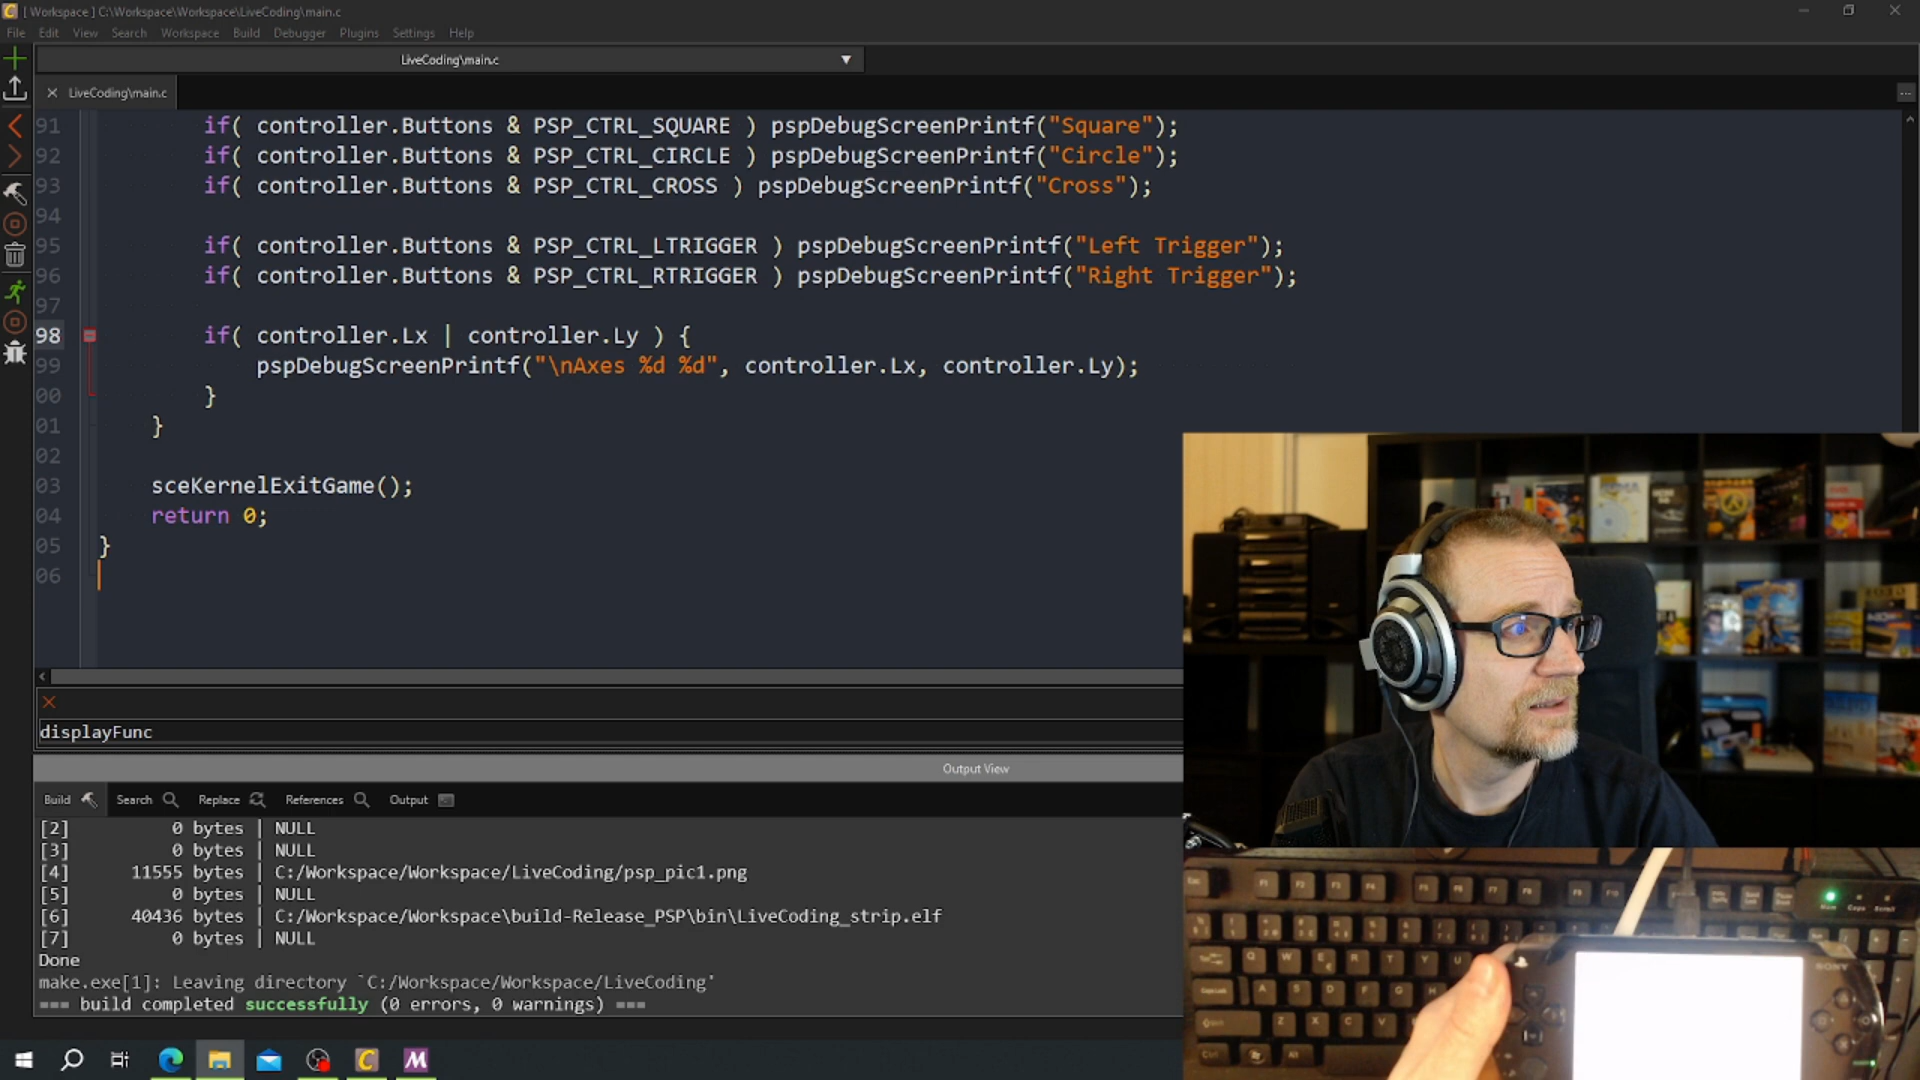 [ Workspace ] C:\Workspace\Workspace\LiveCoding\main.c
File Edit View Search Workspace Build Debugger Plugins Settings Help
LiveCoding\main.c
LiveCoding\main.c
91 if( controller.Buttons & PSP_CTRL_SQUARE ) pspDebugScreenPrintf("Square");
92 if( controller.Buttons & PSP_CTRL_CIRCLE ) pspDebugScreenPrintf("Circle");
93 if( controller.Buttons & PSP_CTRL_CROSS ) pspDebugScreenPrintf("Cross");
94
95 if( controller.Buttons & PSP_CTRL_LTRIGGER ) pspDebugScreenPrintf("Left Trigger");
96 if( controller.Buttons & PSP_CTRL_RTRIGGER ) pspDebugScreenPrintf("Right Trigger");
97
98 if( controller.Lx | controller.Ly ) {
99 pspDebugScreenPrintf("\nAxes %d %d", controller.Lx, controller.Ly);
00 }
01 }
02
03 sceKernelExitGame();
04 return 0;
05 }
06
displayFunc
Output View
Build Search Replace References Output
[2] 0 bytes | NULL
[3] 0 bytes | NULL
[4] 11555 bytes | C:/Workspace/Workspace/LiveCoding/psp_pic1.png
[5] 0 bytes | NULL
[6] 40436 bytes | C:/Workspace/Workspace\build-Release_PSP\bin\LiveCoding_strip.elf
[7] 0 bytes | NULL
Done
make.exe[1]: Leaving directory `C:/Workspace/Workspace/LiveCoding'
=== build completed successfully (0 errors, 0 warnings) ===
SONY